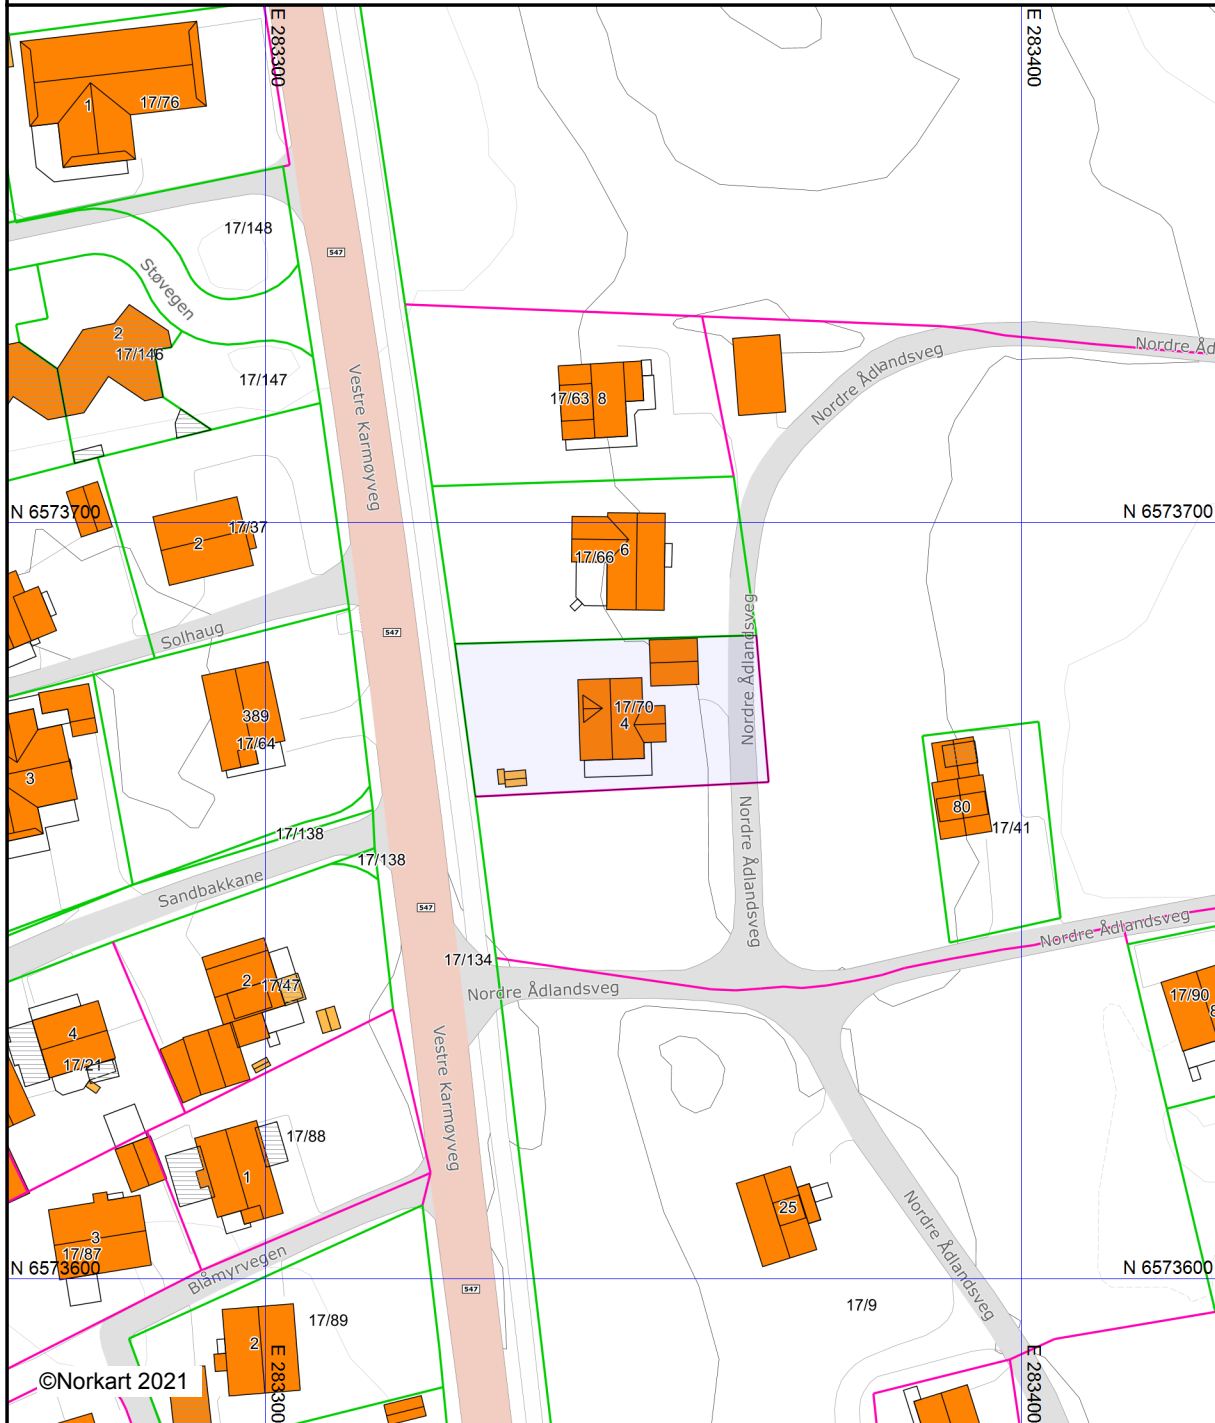 E 283300
E 283400
1
17/76
17/148
547
Støvegen
2
17/146
17/147
Nordre Åd
Nordre Ådlandsveg
Vestre Karmøyveg
17/63
8
N 6573700
N 6573700
17/37
2
6
17/66
Solhaug
547
Nordre Ådlandsveg
17/70
4
389
17/64
3
80
17/41
17/138
17/138
Sandbakkane
Nordre Ådlandsveg
547
Nordre Ådlandsveg
17/134
Nordre Ådlandsveg
2
17/47
17/90
8
4
17/21
Vestre Karmøyveg
17/88
1
25
Nordre Ådlandsveg
3
17/87
N 6573600
N 6573600
Blåmyrvegen
547
17/9
17/89
2
E 283300
E 283400
©Norkart 2021